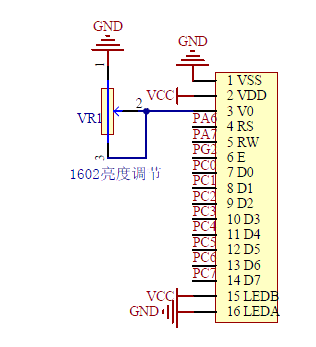 GND
GND
1
VCC
VR1
2
3
1602亮度调节
PA6
PA7
PG2
PC0
PC1
PC2
PC3
PC4
PC5
PC6
PC7
VCC
GND
1 VSS
2 VDD
3 V0
4 RS
5 RW
6 E
7 D0
8 D1
9 D2
10 D3
11 D4
12 D5
13 D6
14 D7
15 LEDB
16 LEDA